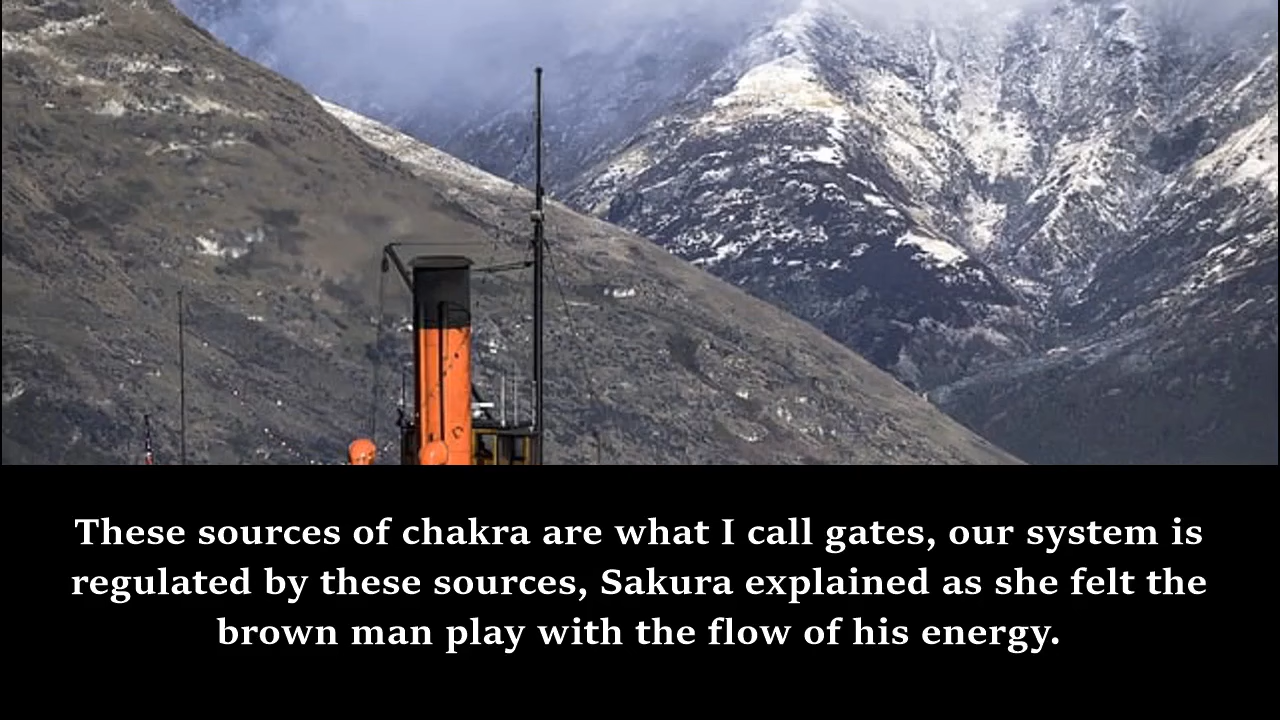 These sources of chakra are what I call gates, our system is
regulated by these sources, Sakura explained as she felt the
brown man play with the flow of his energy.